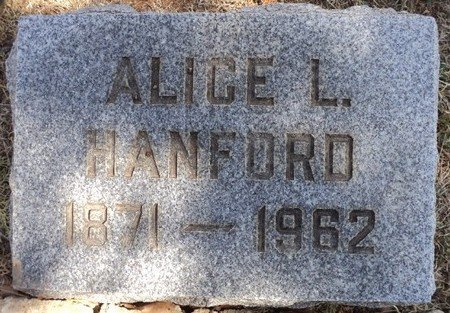 ALICE L.
HANFORD
1871 — 1962